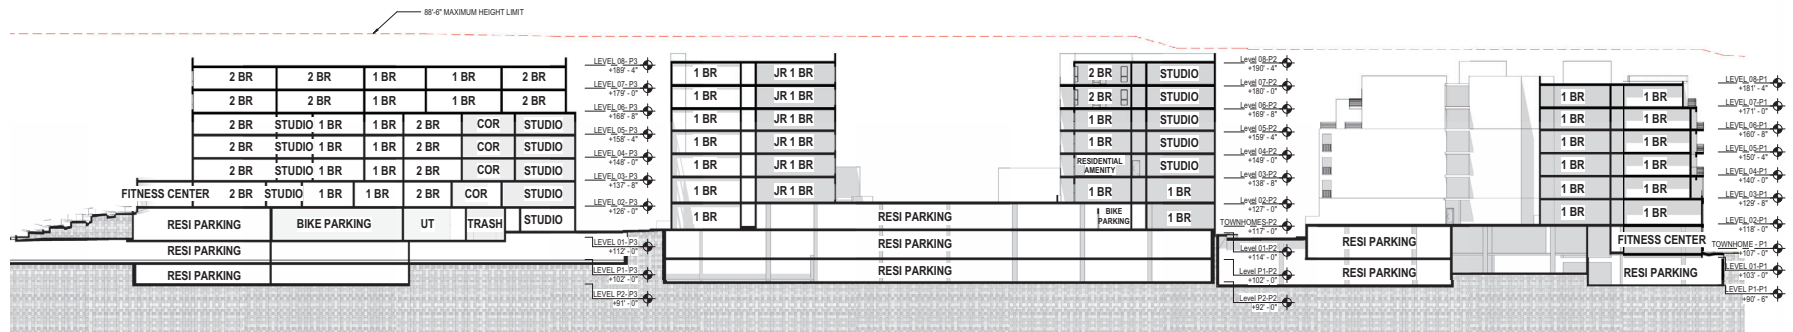 88'-6" MAXIMUM HEIGHT LIMIT
2 BR 2 BR 1 BR 1 BR 2 BR
2 BR 2 BR 1 BR 1 BR 2 BR
2 BR STUDIO 1 BR 1 BR 2 BR COR STUDIO
2 BR STUDIO 1 BR 1 BR 2 BR COR STUDIO
2 BR STUDIO 1 BR 1 BR 2 BR COR STUDIO
FITNESS CENTER 2 BR STUDIO 1 BR 1 BR 2 BR COR STUDIO
RESI PARKING BIKE PARKING UT TRASH STUDIO
RESI PARKING
RESI PARKING
LEVEL 08- P3
+189' - 4"
LEVEL 07- P3
+179' - 0"
LEVEL 06- P3
+168' - 8"
LEVEL 05- P3
+158' - 4"
LEVEL 04- P3
+148' - 0"
LEVEL 03- P3
+137' - 8"
LEVEL 02- P3
+126' - 0"
LEVEL 01- P3
+112' - 0"
LEVEL P1- P3
+102' - 0"
LEVEL P2- P3
+91' - 0"
1 BR JR 1 BR
1 BR JR 1 BR
1 BR JR 1 BR
1 BR JR 1 BR
1 BR JR 1 BR
1 BR JR 1 BR
1 BR RESI PARKING
RESI PARKING
RESI PARKING
2 BR STUDIO
2 BR STUDIO
1 BR STUDIO
1 BR STUDIO
RESIDENTIAL
AMENITY
STUDIO
1 BR 1 BR
BIKE
PARKING
1 BR
Level 08-P2
+190' - 4"
Level 07-P2
+180' - 0"
Level 06-P2
+169' - 8"
Level 05-P2
+159' - 4"
Level 04-P2
+149' - 0"
Level 03-P2
+138' - 8"
Level 02-P2
+127' - 0"
TOWNHOMES-P2
+117' - 0"
Level 01-P2
+114' - 0"
Level P1-P2
+102' - 0"
Level P2-P2
+92' - 0"
1 BR 1 BR
1 BR 1 BR
1 BR 1 BR
1 BR 1 BR
1 BR 1 BR
1 BR 1 BR
RESI PARKING FITNESS CENTER
RESI PARKING RESI PARKING
LEVEL 08-P1
+181' - 4"
LEVEL 07-P1
+171' - 0"
LEVEL 06-P1
+160' - 8"
LEVEL 05-P1
+150' - 4"
LEVEL 04-P1
+140' - 0"
LEVEL 03-P1
+129' - 8"
LEVEL 02-P1
+118' - 0"
TOWNHOME - P1
+107' - 0"
LEVEL 01-P1
+103' - 0"
LEVEL P1-P1
+90' - 6"